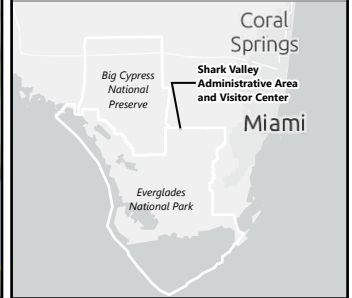 Coral
Springs
Big Cypress
National
Preserve
Shark Valley
Administrative Area
and Visitor Center
Miami
Everglades
National Park